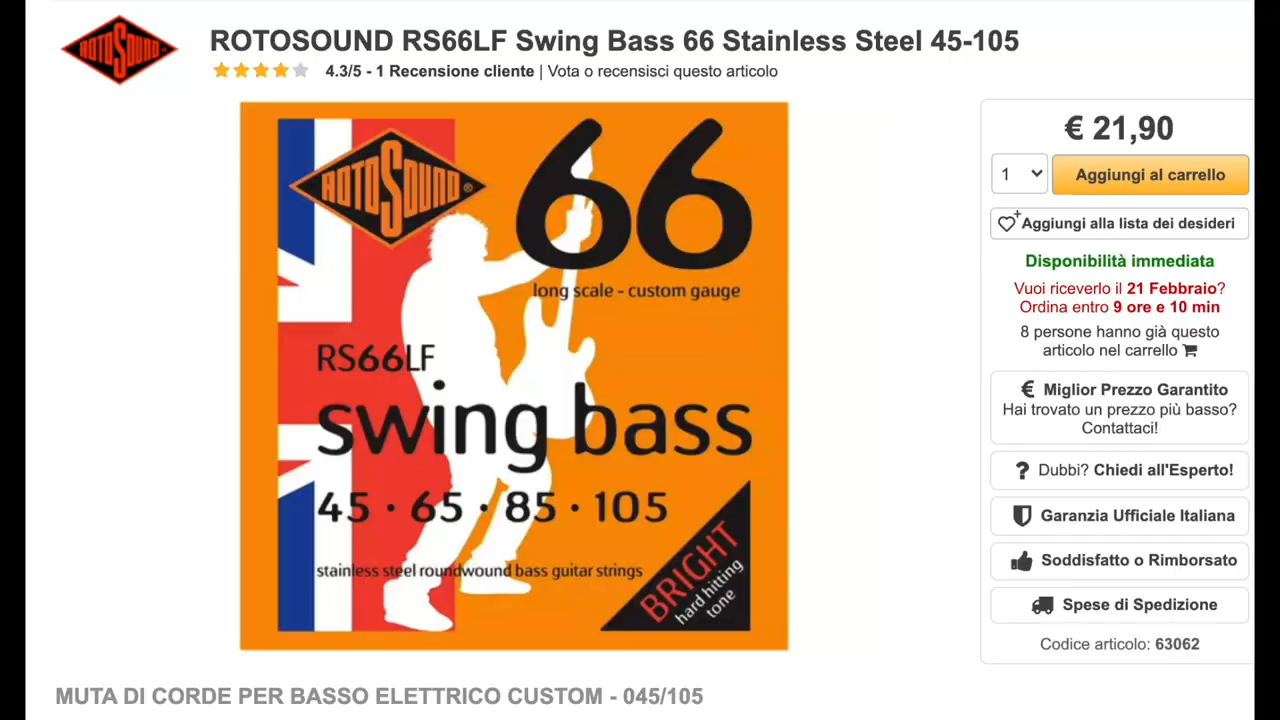 ROTOSOUND
ROTOSOUND RS66LF Swing Bass 66 Stainless Steel 45-105
4.3/5 - 1 Recensione cliente | Vota o recensisci questo articolo
ROTOSOUND®
66
long scale - custom gauge
RS66LF
swing bass
45 · 65 · 85 · 105
stainless steel roundwound bass guitar strings
BRIGHT
hard hitting
tone
€ 21,90
1
Aggiungi al carrello
Aggiungi alla lista dei desideri
Disponibilità immediata
Vuoi riceverlo il 21 Febbraio?
Ordina entro 9 ore e 10 min
8 persone hanno già questo
articolo nel carrello
€ Miglior Prezzo Garantito
Hai trovato un prezzo più basso?
Contattaci!
? Dubbi? Chiedi all'Esperto!
Garanzia Ufficiale Italiana
Soddisfatto o Rimborsato
Spese di Spedizione
Codice articolo: 63062
MUTA DI CORDE PER BASSO ELETTRICO CUSTOM - 045/105